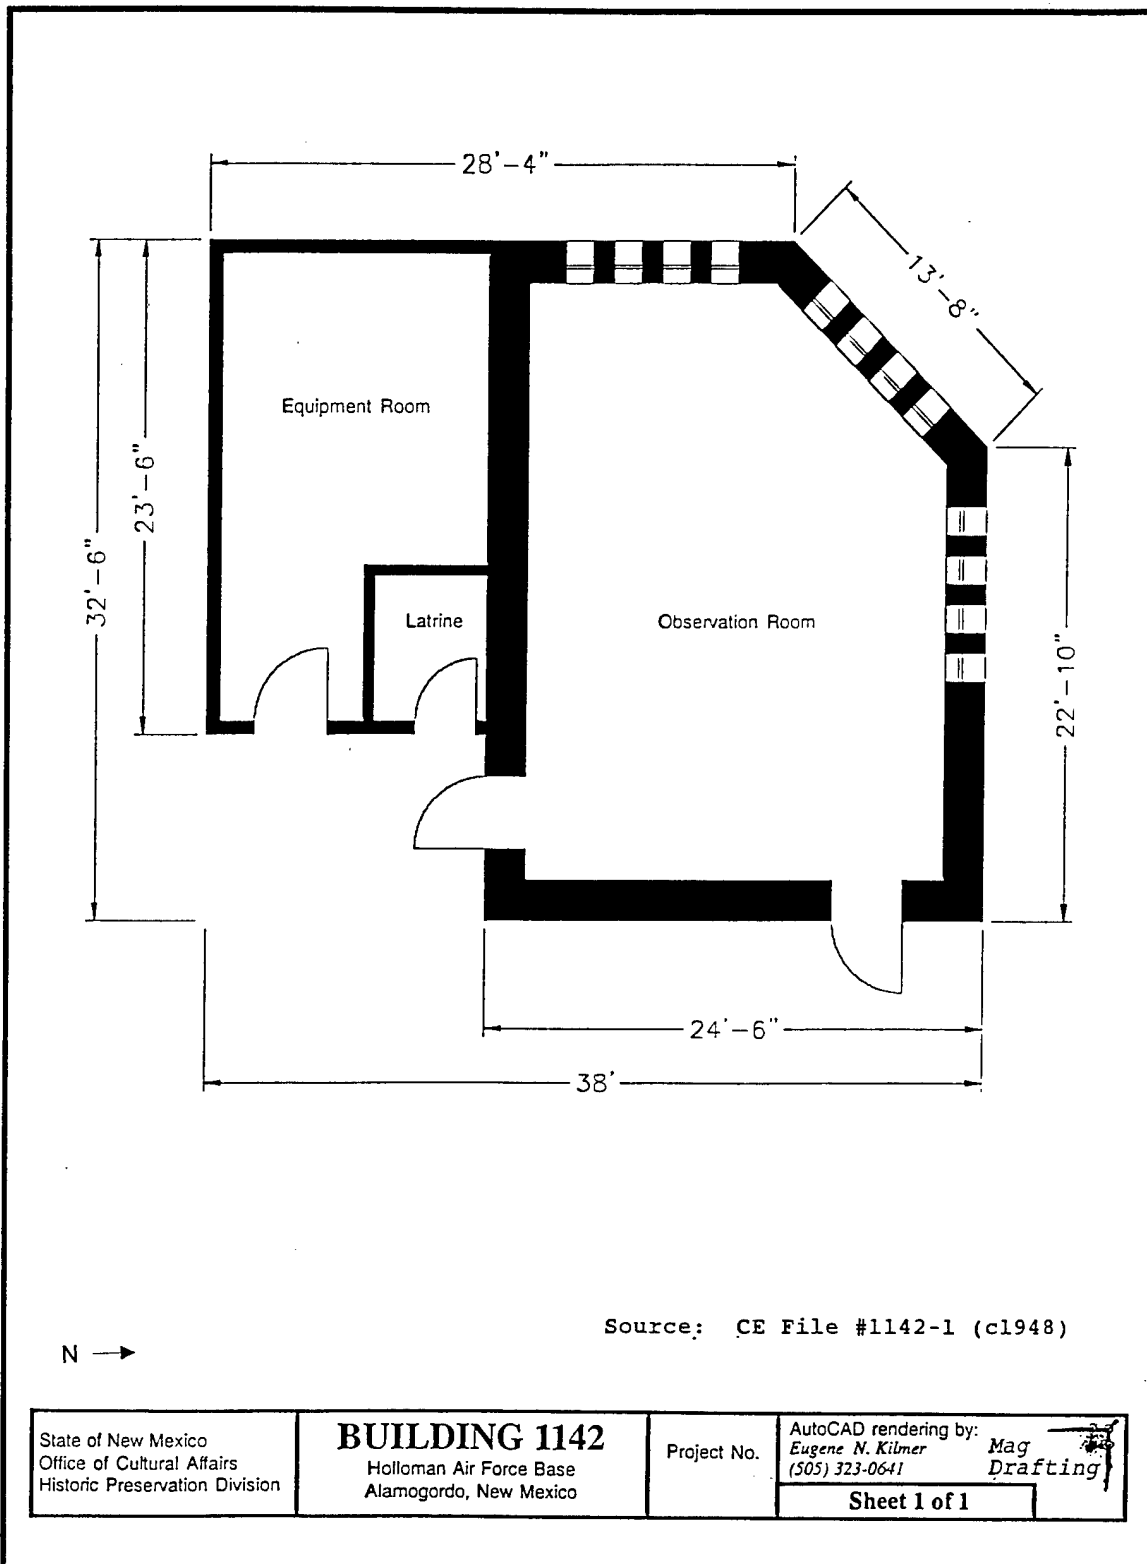 28'-4"
13'-8"
Equipment Room
23'-6"
32'-6"
Latrine
Observation Room
22'-10"
24'-6"
38'
Source: CE File #1142-1 (c1948)
N
State of New Mexico
Office of Cultural Affairs
Historic Preservation Division
BUILDING 1142
Holloman Air Force Base
Alamogordo, New Mexico
Project No.
AutoCAD rendering by:
Eugene N. Kilmer
(505) 323-0641
Mag
Drafting
Sheet 1 of 1